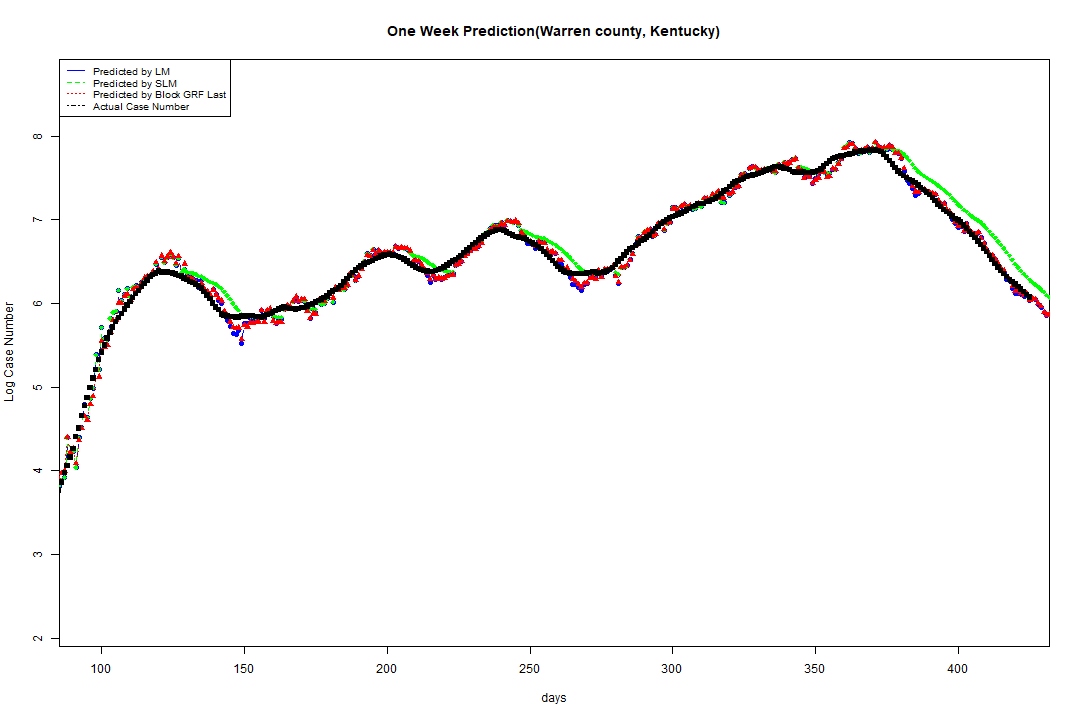 One Week Prediction(Warren county, Kentucky)
Predicted by LM
Predicted by SLM
Predicted by Block GRF Last
Actual Case Number
8
7
6
5
4
3
2
Log Case Number
100 150 200 250 300 350 400
days